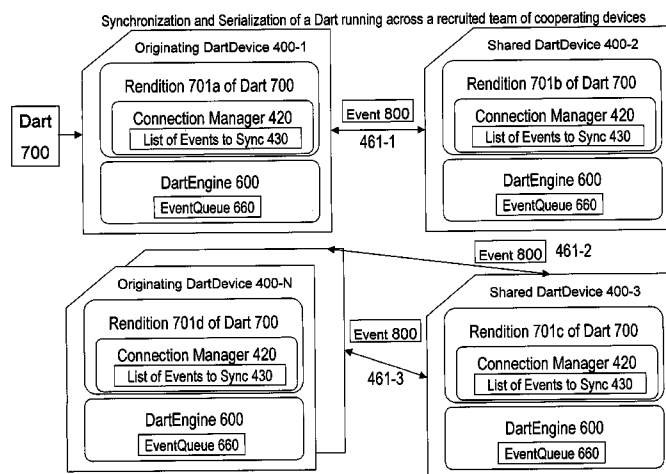 Synchronization and Serialization of a Dart running across a recruited team of cooperating devices
Originating DartDevice 400-1
Rendition 701a of Dart 700
Connection Manager 420
List of Events to Sync 430
DartEngine 600
EventQueue 660
Dart
700
Event 800
461-1
Shared DartDevice 400-2
Rendition 701b of Dart 700
Connection Manager 420
List of Events to Sync 430
DartEngine 600
EventQueue 660
Event 800 461-2
Originating DartDevice 400-N
Rendition 701d of Dart 700
Connection Manager 420
List of Events to Sync 430
DartEngine 600
EventQueue 660
Event 800
461-3
Shared DartDevice 400-3
Rendition 701c of Dart 700
Connection Manager 420
List of Events to Sync 430
DartEngine 600
EventQueue 660